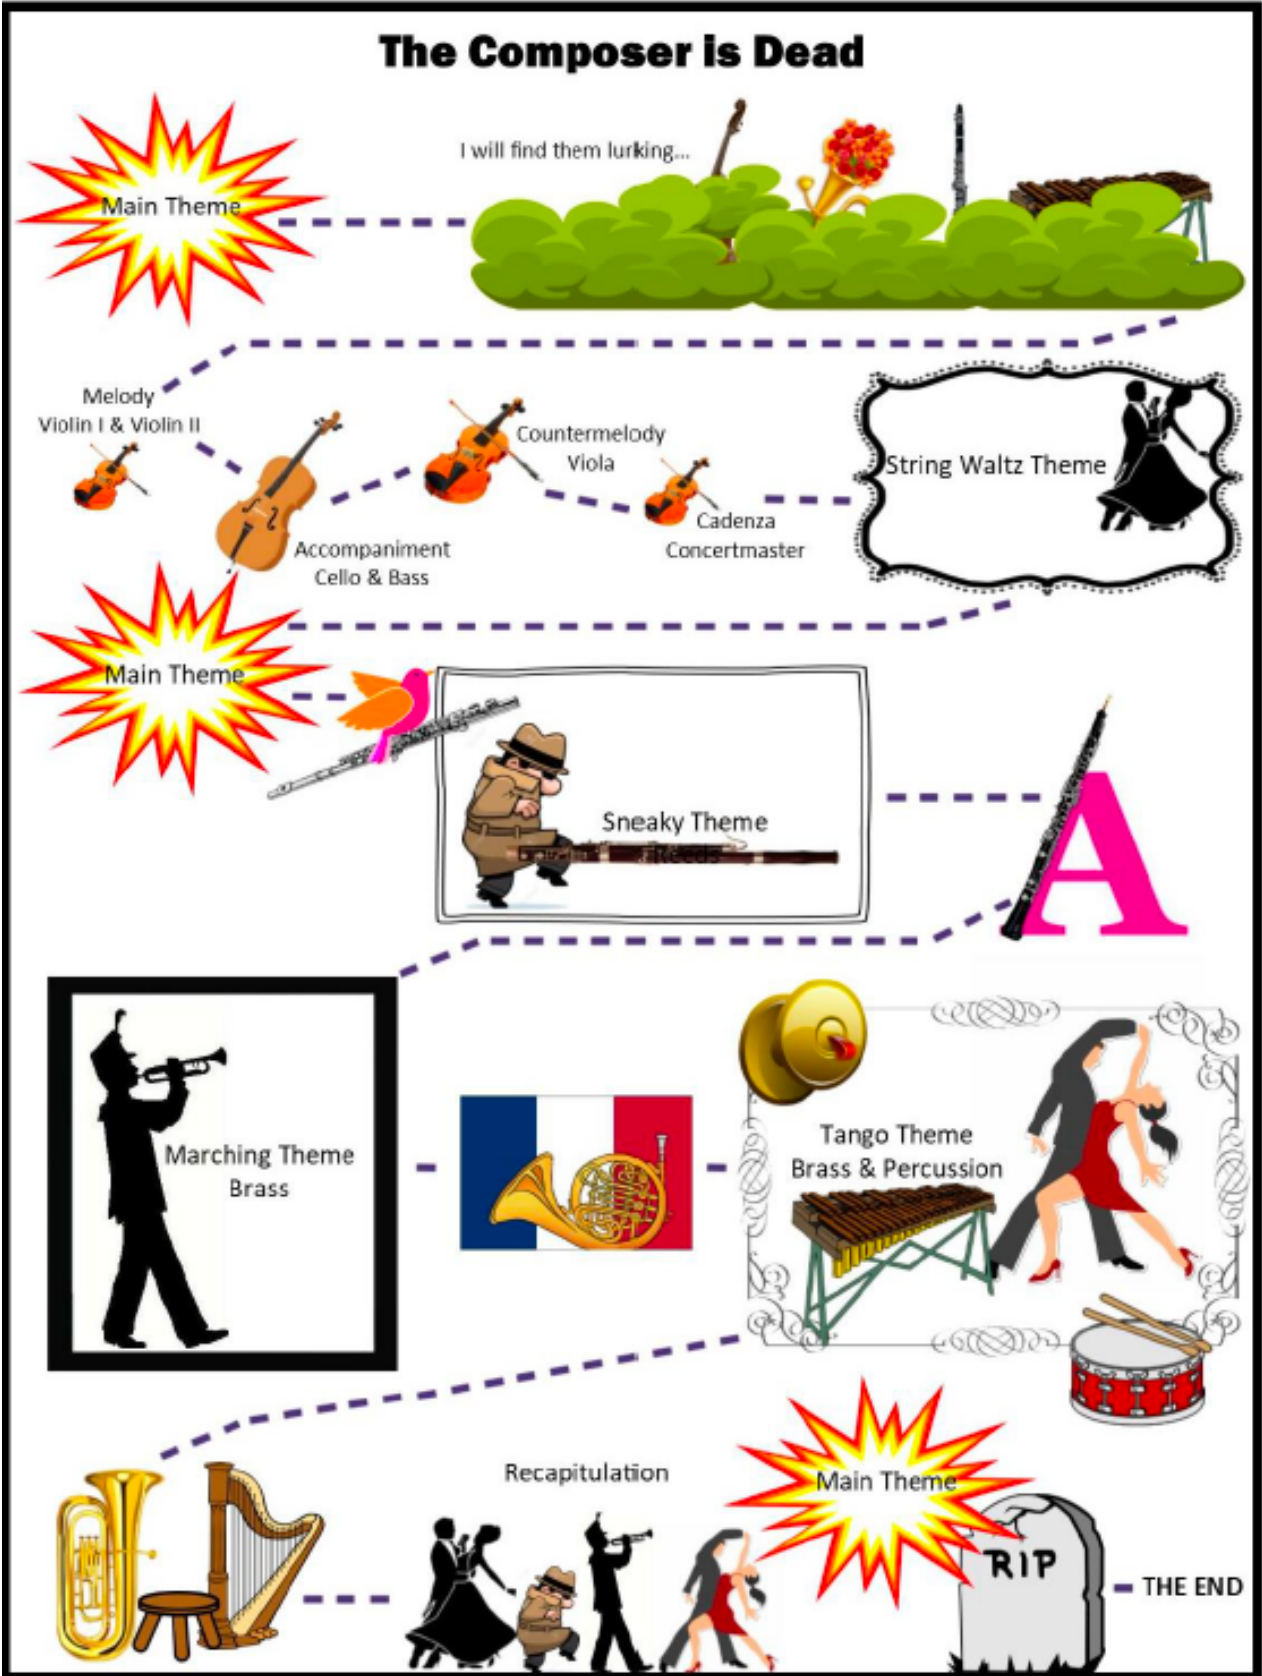 The Composer is Dead
I will find them lurking...
Main Theme
Melody
Violin I & Violin II
Countermelody
Viola
String Waltz Theme
Cadenza
Concertmaster
Accompaniment
Cello & Bass
Main Theme
Sneaky Theme
Reeds
A
Tango Theme
Brass & Percussion
Marching Theme
Brass
Recapitulation
Main Theme
RIP
THE END